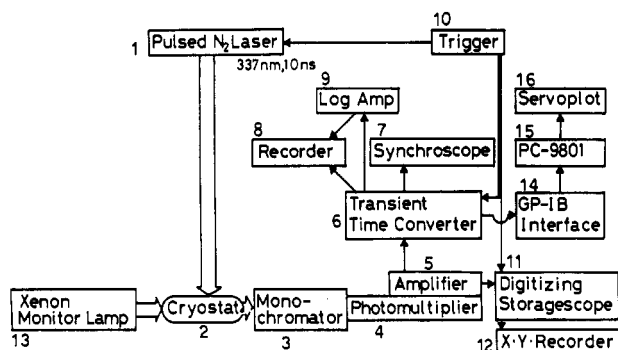 10
1 Pulsed N₂ Laser
Trigger
337nm,10ns
9
Log Amp
16
Servoplot
8
7
15
Recorder
Synchroscope
PC-9801
14
6
Transient
Time Converter
GP-IB
Interface
5
11
Amplifier
Digitizing
Storagescope
Xenon
Monitor Lamp
Cryostat
Mono-
chromator
Photomultiplier
13
2
3
4
12
X·Y·Recorder